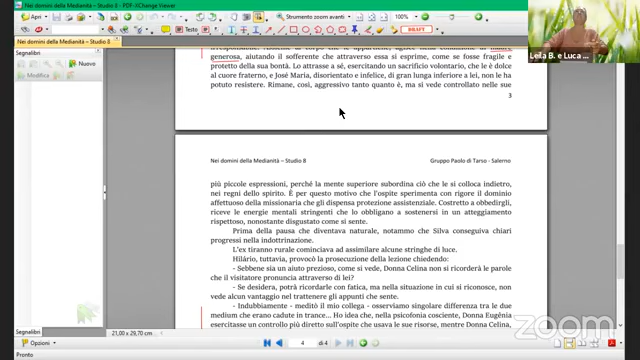 Nei domini della Medianità - Studio 8 - PDF-XChange Viewer
Apri
Strumento zoom avanti
100%
Testo
DRAFT
Nei domini della Medianità – Studio 8
Segnalibri
Nuovo
Modifica
generosa, aiutando il sofferente che attraverso essa si esprime, come se fosse fragile e
protetto della sua bontà. Lo attrasse a sé, esercitando un sacrificio volontario, che le è dolce
al cuore fraterno, e José Maria, disorientato e infelice, di gran lunga inferiore a lei, non le ha
potuto resistere. Rimane, così, aggressivo tanto quanto è, ma si vede controllato nelle sue
3
Nei domini della Medianità – Studio 8 Gruppo Paolo di Tarso - Salerno
più piccole espressioni, perché la mente superiore subordina ciò che si colloca indietro,
nei regni dello spirito. È per questo motivo che l'ospite sperimenta con rigore il dominio
affettuoso della missionaria che gli dispensa protezione assistenziale. Costretto a obbedirgli,
riceve le energie mentali stringenti che lo obbligano a sostenersi in un atteggiamento
rispettoso, nonostante disgustato come si sente.
Prima della pausa che diventava naturale, notammo che Silva conseguiva chiari
progressi nella indottrinazione.
L'ex tiranno rurale cominciava ad assimilare alcune stringhe di luce.
Hilário, tuttavia, provocò la prosecuzione della lezione chiedendo:
- Sebbene sia un aiuto prezioso, come si vede, Donna Celina non si ricorderà le parole
che il visitatore pronuncia attraverso di lei?
- Se desidera, potrà ricordarle con fatica, ma nella situazione in cui si riconosce, non
vede alcun vantaggio nel trattenere gli appunti che sente.
- Indubbiamente - meditò il mio collega - osserviamo singolare differenza tra le due
medium che erano cadute in trance... Ho idea che, nella psicofonia cosciente, Donna Eugênia
esercitasse un controllo più diretto sull'ospite che usava le sue risorse, mentre Donna Celina,
Segnalibri
21,00 x 29,70 cm
4 di 4
Opzioni
Pronto
Leila B. e Luca
zoom